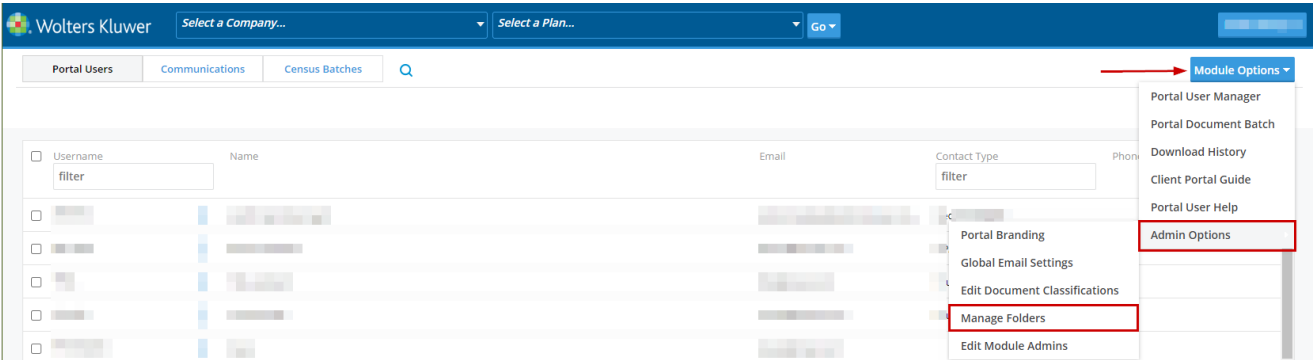 Wolters Kluwer Select a Company... Select a Plan... Go
Portal Users Communications Census Batches Module Options
Portal User Manager
Portal Document Batch
Download History
Client Portal Guide
Portal User Help
Admin Options
Username Name Email Contact Type Phon
filter filter
Portal Branding
Global Email Settings
Edit Document Classifications
Manage Folders
Edit Module Admins